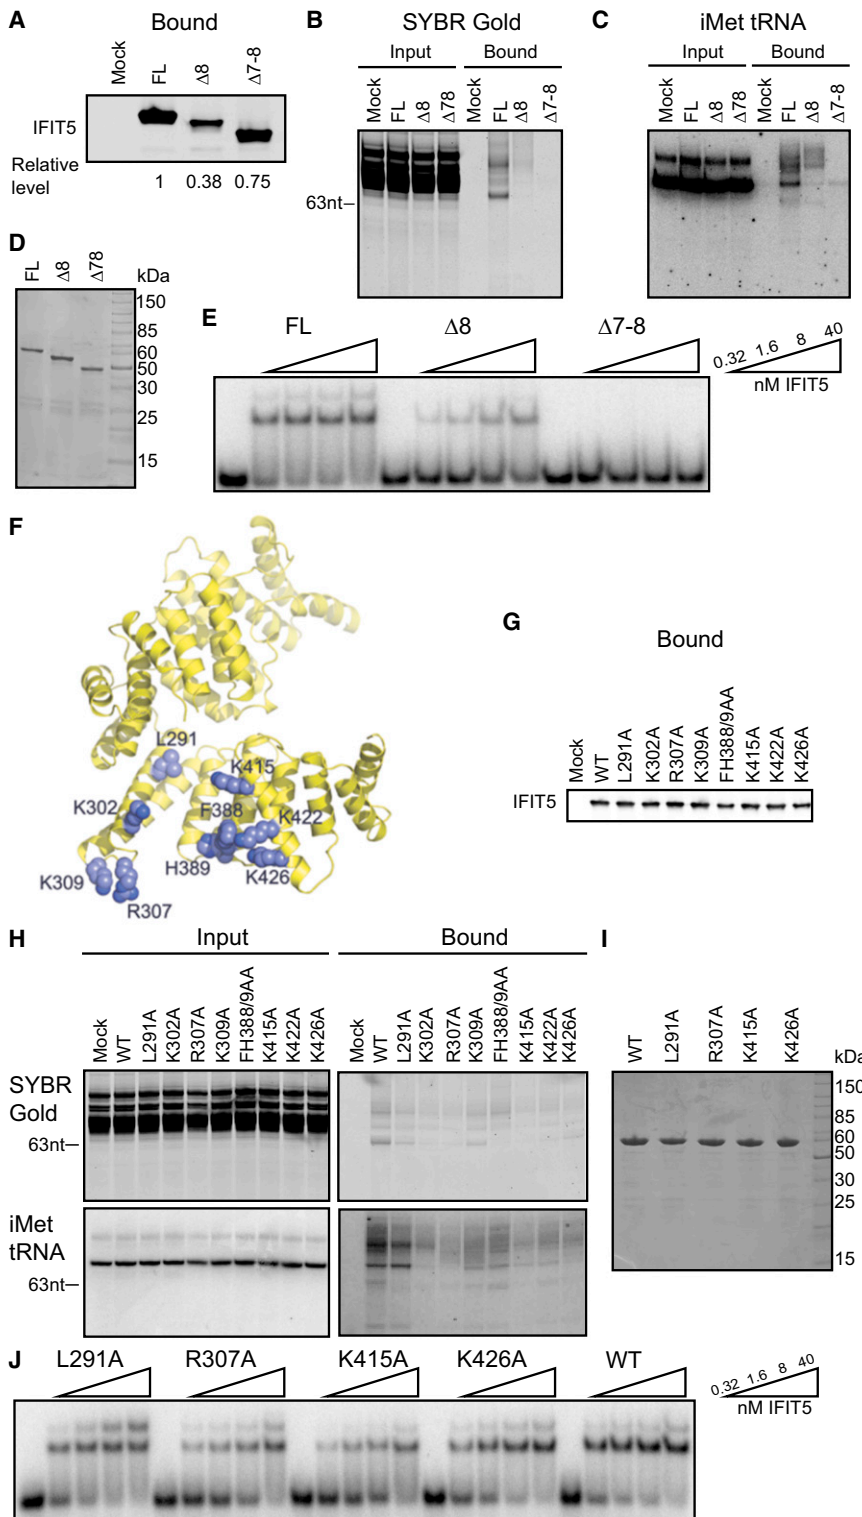 A
Bound
Mock
FL
Δ8
Δ7-8
IFIT5
Relative
level
1
0.38
0.75
B
SYBR Gold
Input
Bound
Mock
FL
Δ8
Δ78
Mock
FL
Δ8
Δ7-8
63nt
C
iMet tRNA
Input
Bound
Mock
FL
Δ8
Δ78
Mock
FL
Δ8
Δ7-8
D
FL
Δ8
Δ78
kDa
150
85
60
50
30
25
15
E
FL
Δ8
Δ7-8
0.32
1.6
8
40
nM IFIT5
F
L291
K415
K302
F388
K422
H389
K426
K309
R307
G
Bound
Mock
WT
L291A
K302A
R307A
K309A
FH388/9AA
K415A
K422A
K426A
IFIT5
H
Input
Bound
Mock
WT
L291A
K302A
R307A
K309A
FH388/9AA
K415A
K422A
K426A
Mock
WT
L291A
K302A
R307A
K309A
FH388/9AA
K415A
K422A
K426A
SYBR
Gold
63nt
iMet
tRNA
63nt
I
WT
L291A
R307A
K415A
K426A
kDa
150
85
60
50
30
25
15
J
L291A
R307A
K415A
K426A
WT
0.32
1.6
8
40
nM IFIT5